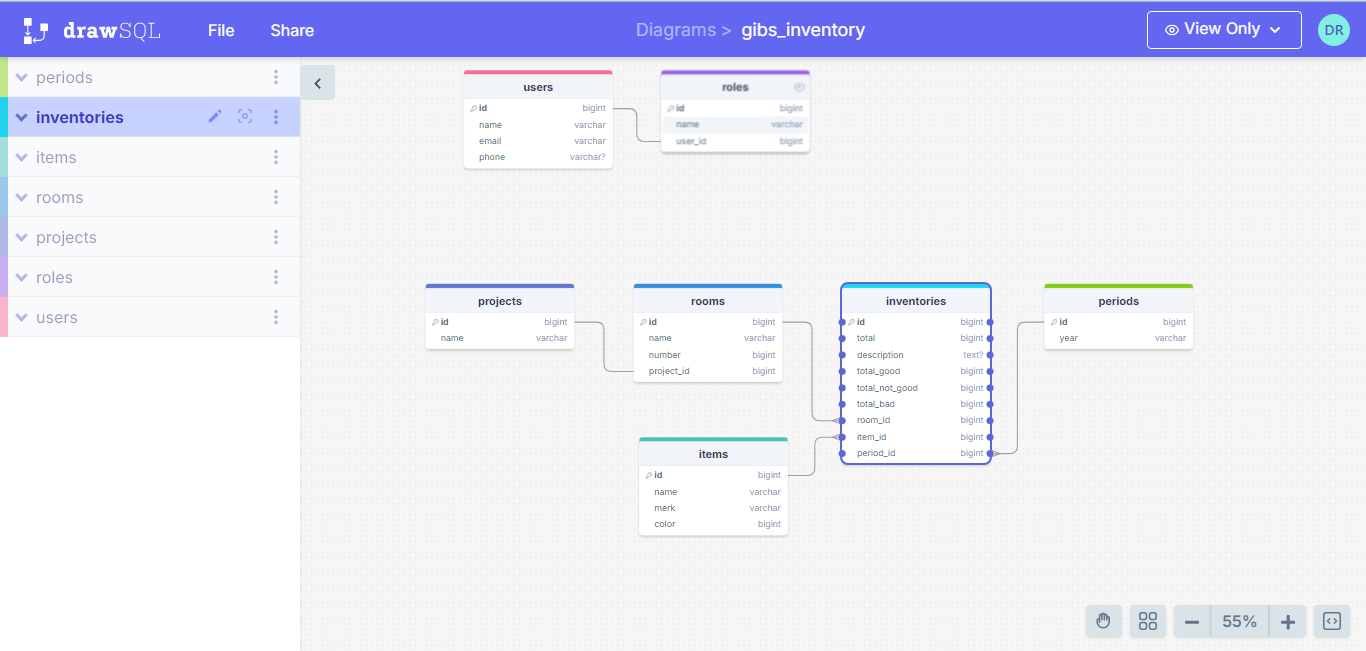 drawSQL File Share Diagrams > gibs_inventory View Only DR
periods
inventories
items
rooms
projects
roles
users
users
id bigint
name varchar
email varchar
phone varchar?
roles
id bigint
name varchar
user_id bigint
projects
id bigint
name varchar
rooms
id bigint
name varchar
number bigint
project_id bigint
inventories
id bigint
total bigint
description text?
total_good bigint
total_not_good bigint
total_bad bigint
room_id bigint
item_id bigint
period_id bigint
periods
id bigint
year varchar
items
id bigint
name varchar
merk varchar
color bigint
55%